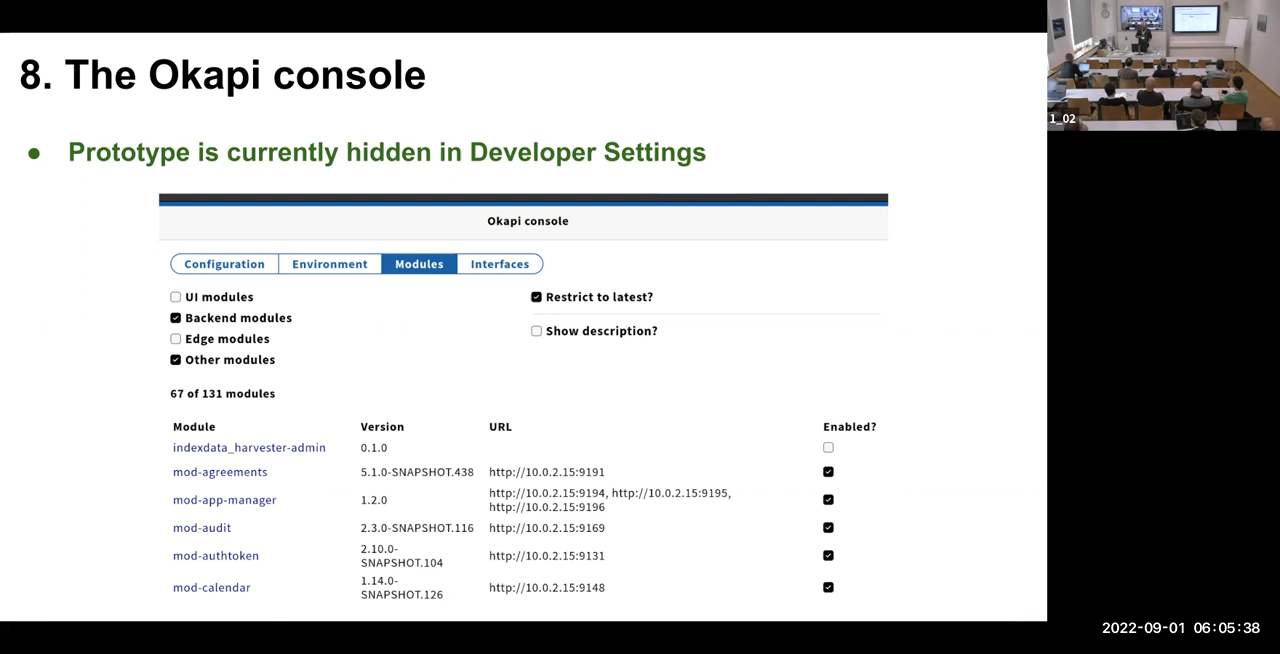 8. The Okapi console
● Prototype is currently hidden in Developer Settings
Okapi console
Configuration Environment Modules Interfaces
UI modules
Backend modules
Edge modules
Other modules
Restrict to latest?
Show description?
67 of 131 modules
Module Version URL Enabled?
indexdata_harvester-admin 0.1.0
mod-agreements 5.1.0-SNAPSHOT.438 http://10.0.2.15:9191
mod-app-manager 1.2.0 http://10.0.2.15:9194, http://10.0.2.15:9195,
http://10.0.2.15:9196
mod-audit 2.3.0-SNAPSHOT.116 http://10.0.2.15:9169
mod-authtoken 2.10.0-
SNAPSHOT.104 http://10.0.2.15:9131
mod-calendar 1.14.0-
SNAPSHOT.126 http://10.0.2.15:9148
1_02
2022-09-01 06:05:38